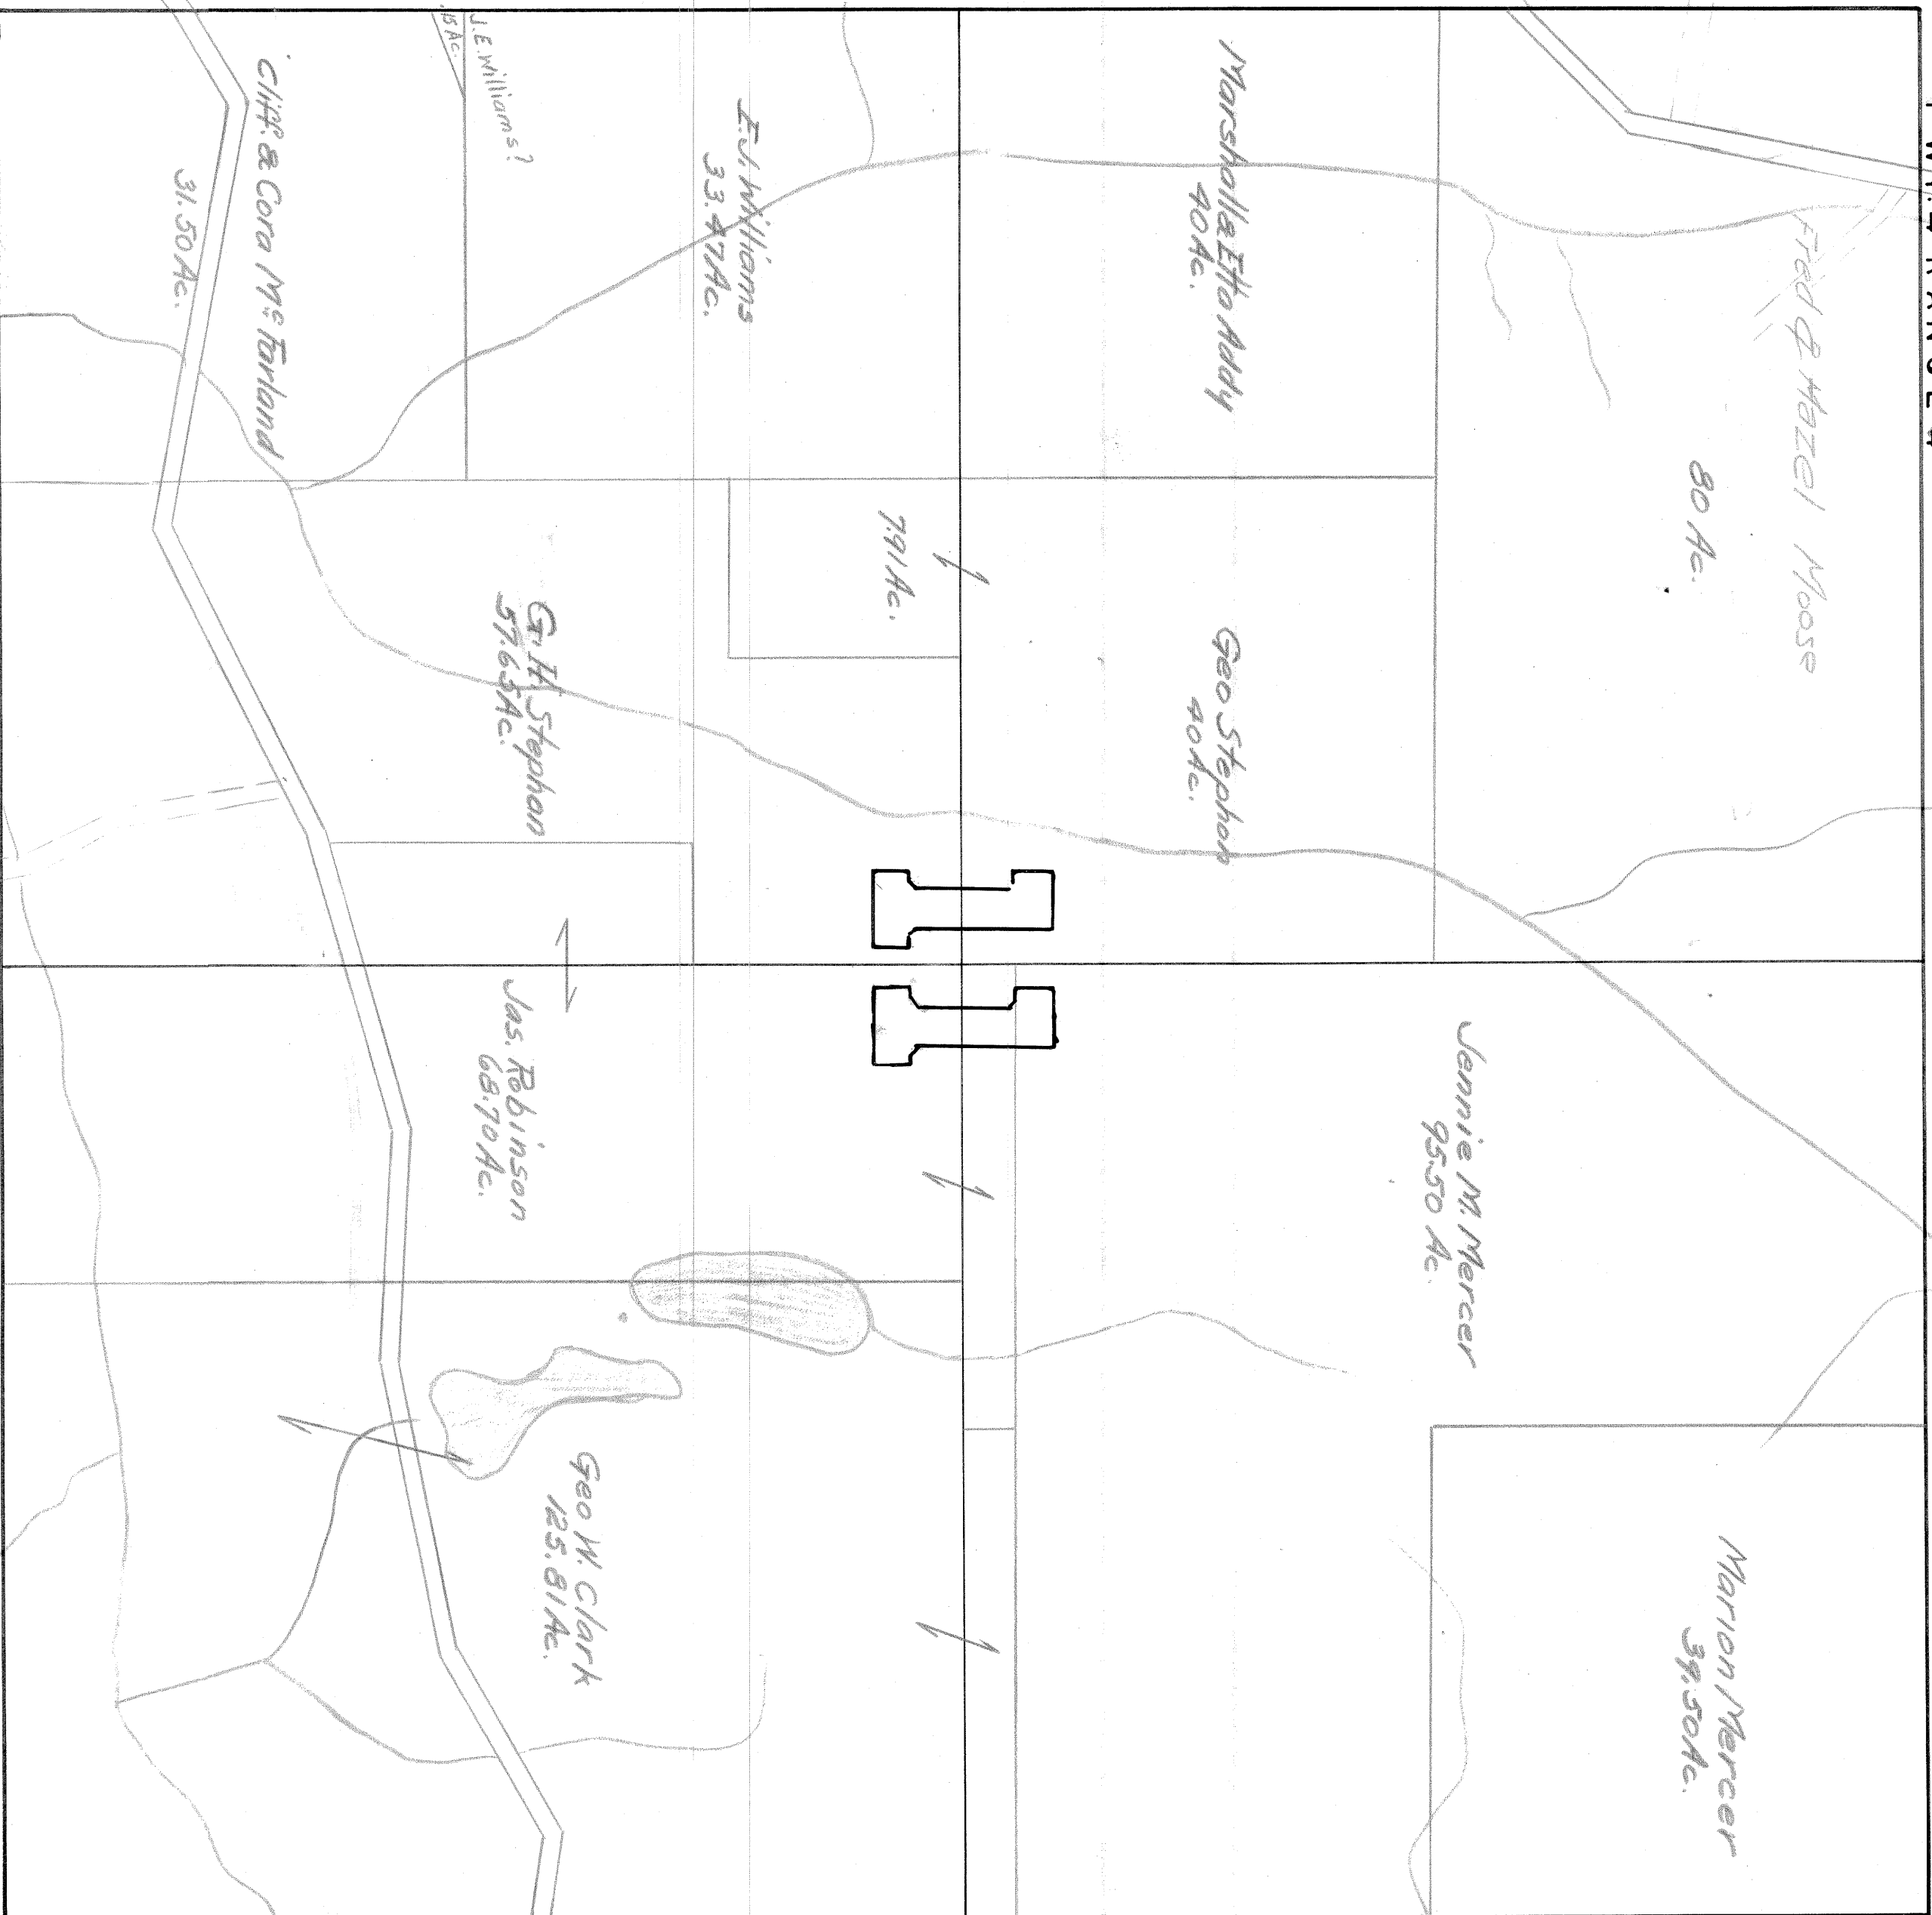 Fred & Hazel Moose
80 Ac.
Marion Mercer
39.50 Ac.
Jennie M. Mercer
95.50 Ac.
Marshall & Etta Addy
40 Ac.
Geo Stephan
40 Ac.
11
7.91 Ac.
E.J. Williams
33.47 Ac.
G.H. Stephan
57.65 Ac.
Jas. Robinson
68.70 Ac.
Geo W. Clark
125.81 Ac.
J.E. Williams?
Cliff. & Cora McFarland
31.50 Ac.